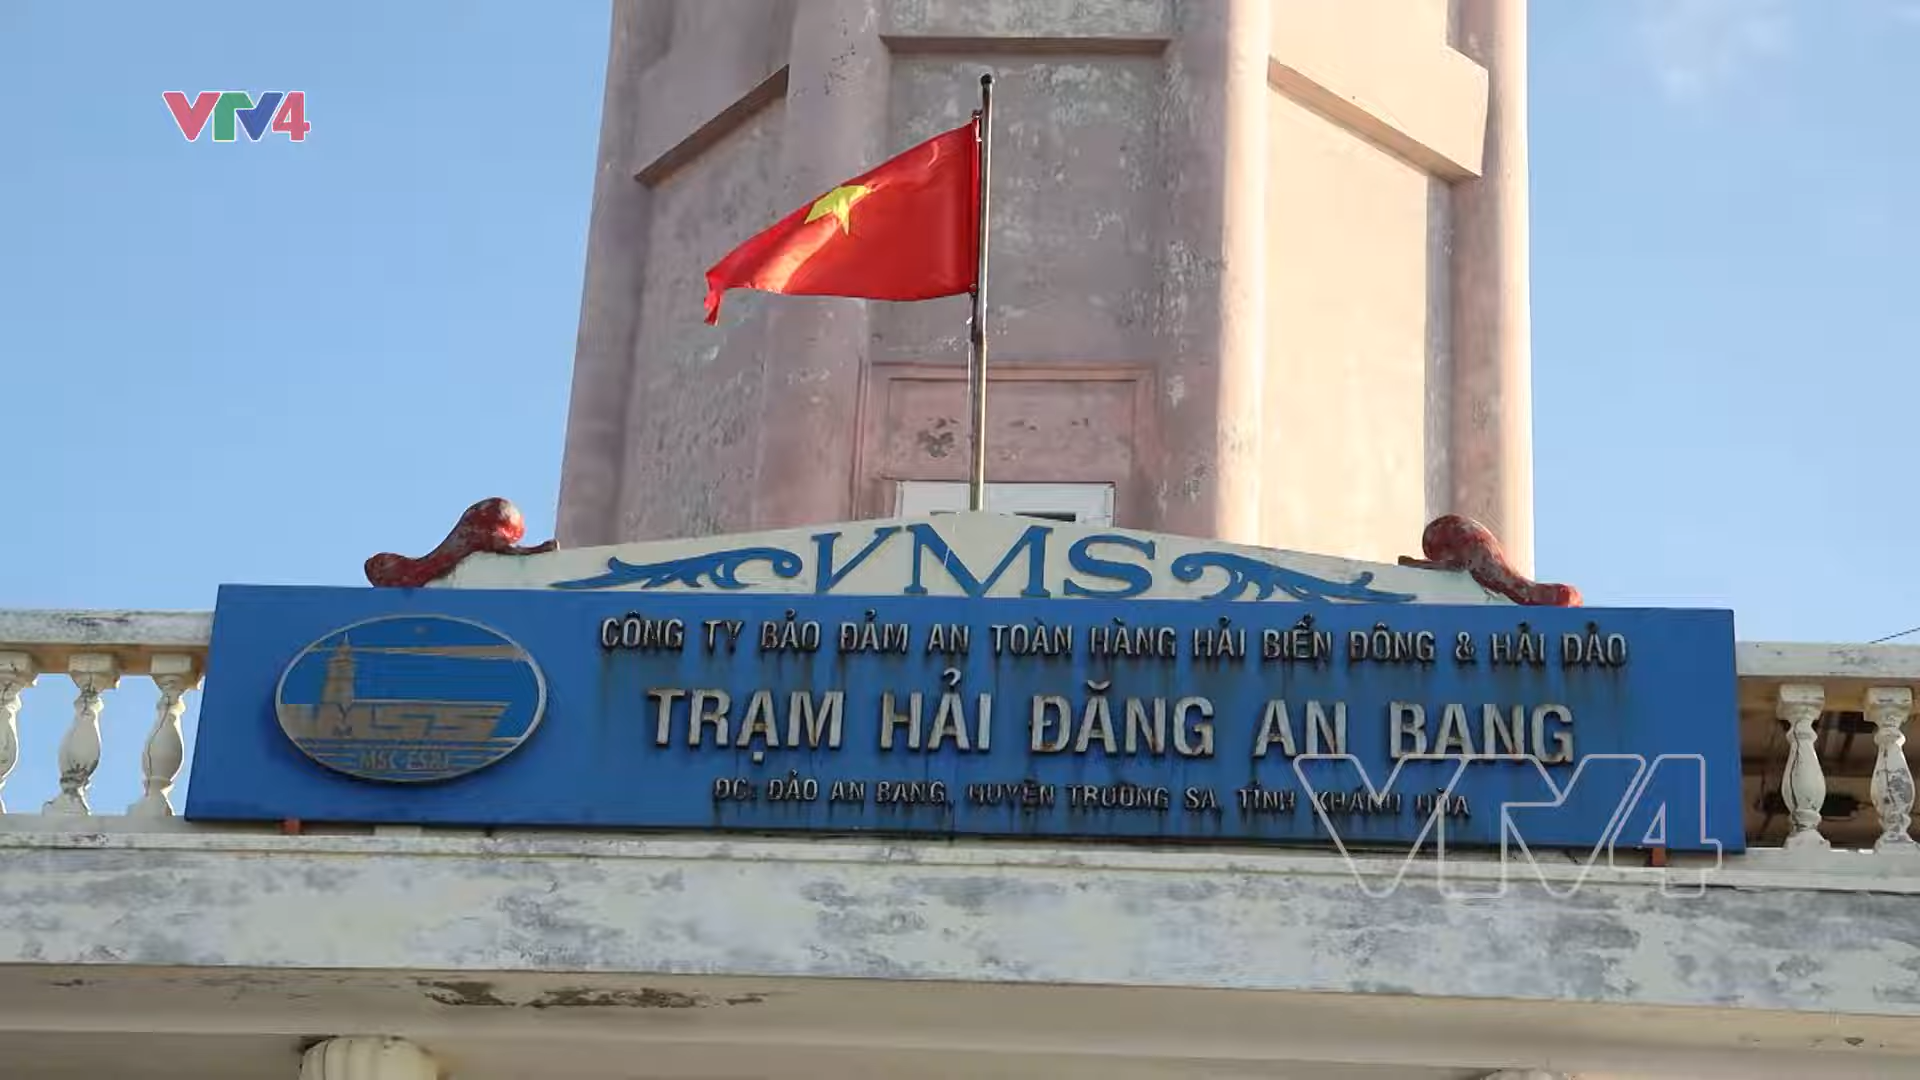 VTV4
VMS
CÔNG TY BẢO ĐẢM AN TOÀN HÀNG HẢI BIỂN ĐÔNG & HẢI ĐẢO
TRẠM HẢI ĐĂNG AN BANG
ĐC: ĐẢO AN BANG, HUYỆN TRƯỜNG SA, TỈNH KHÁNH HÒA
VTV4